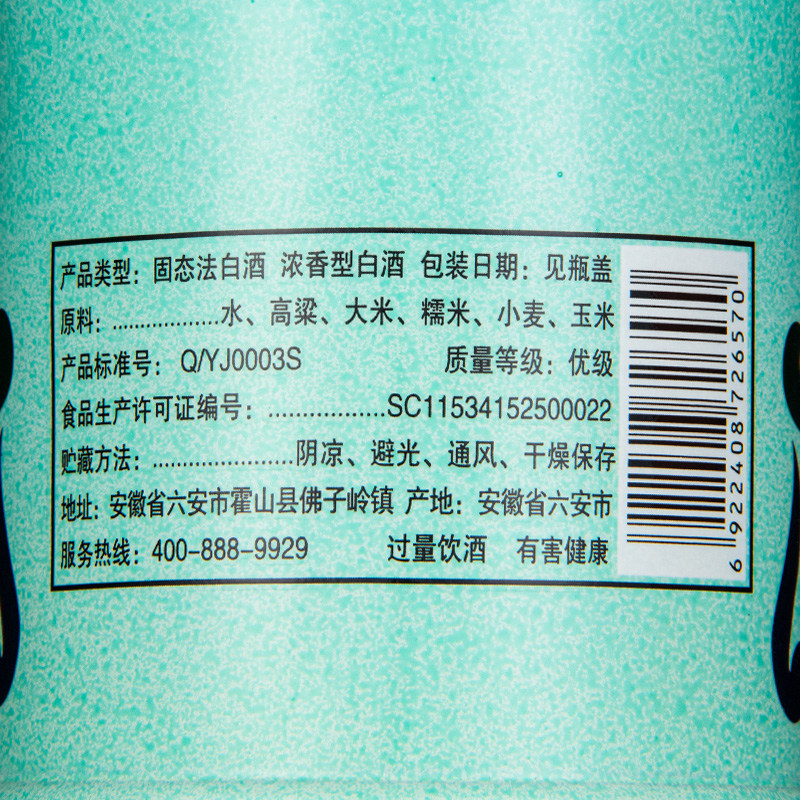 产品类型：固态法白酒 浓香型白酒 包装日期：见瓶盖
原料：..................水、高粱、大米、糯米、小麦、玉米
产品标准号：Q/YJ0003S 质量等级：优级
食品生产许可证编号：..................SC11534152500022
贮藏方法：........................阴凉、避光、通风、干燥保存
地址：安徽省六安市霍山县佛子岭镇 产地：安徽省六安市
服务热线：400-888-9929 过量饮酒 有害健康
6922408726570